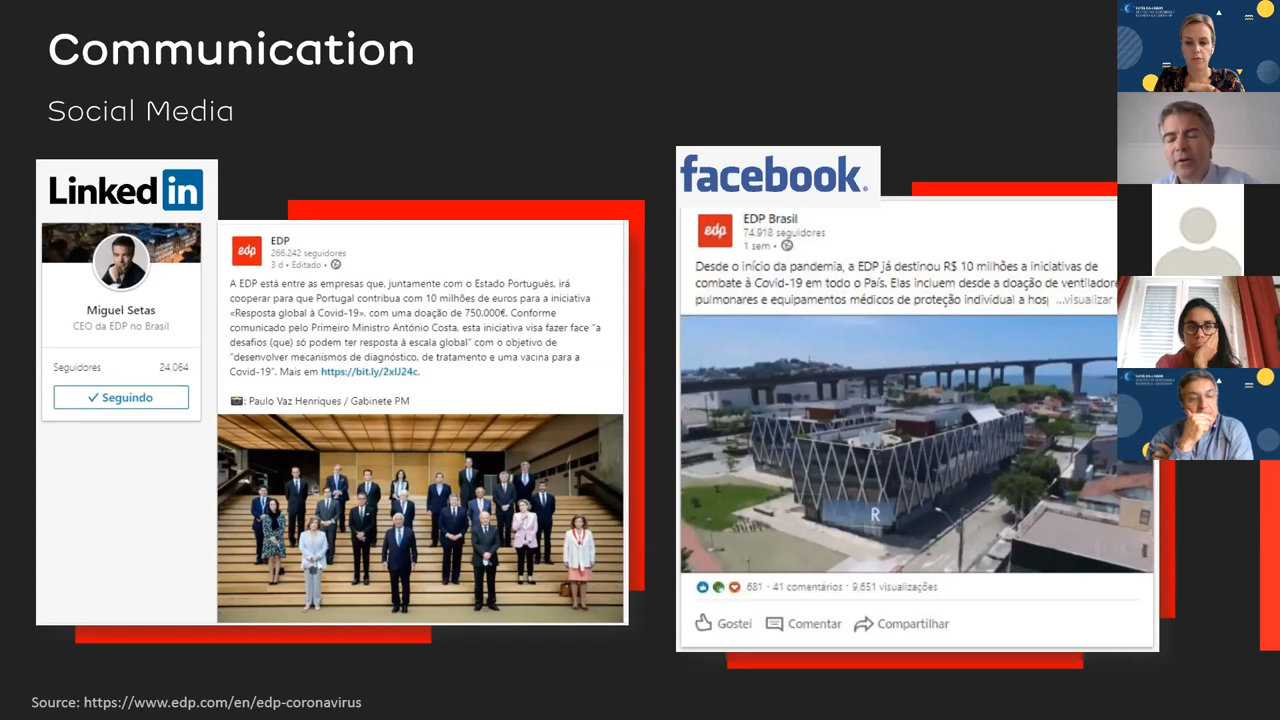 Communication
Social Media
Linked in
Miguel Setas
CEO da EDP no Brasil
Seguidores 24.064
✓ Seguindo
edp
EDP
266.242 seguidores
3 d • Editado •
A EDP está entre as empresas que, juntamente com o Estado Português, irá
cooperar para que Portugal contribua com 10 milhões de euros para a iniciativa
«Resposta global à Covid-19», com uma doação de 750.000€. Conforme
comunicado pelo Primeiro Ministro António Costa, esta iniciativa visa fazer face "a
desafios (que) só podem ter resposta à escala global" com o objetivo de
"desenvolver mecanismos de diagnóstico, de tratamento e uma vacina para a
Covid-19". Mais em https://bit.ly/2xIJ24c.
: Paulo Vaz Henriques / Gabinete PM
facebook®
edp
EDP Brasil
74.918 seguidores
1 sem •
Desde o início da pandemia, a EDP já destinou R$ 10 milhões a iniciativas de
combate à Covid-19 em todo o País. Elas incluem desde a doação de ventiladore
pulmonares e equipamentos médicos de proteção individual a hosp ...visualizar
R
681 · 41 comentários · 9.651 visualizações
Gostei Comentar Compartilhar
Source: https://www.edp.com/en/edp-coronavirus